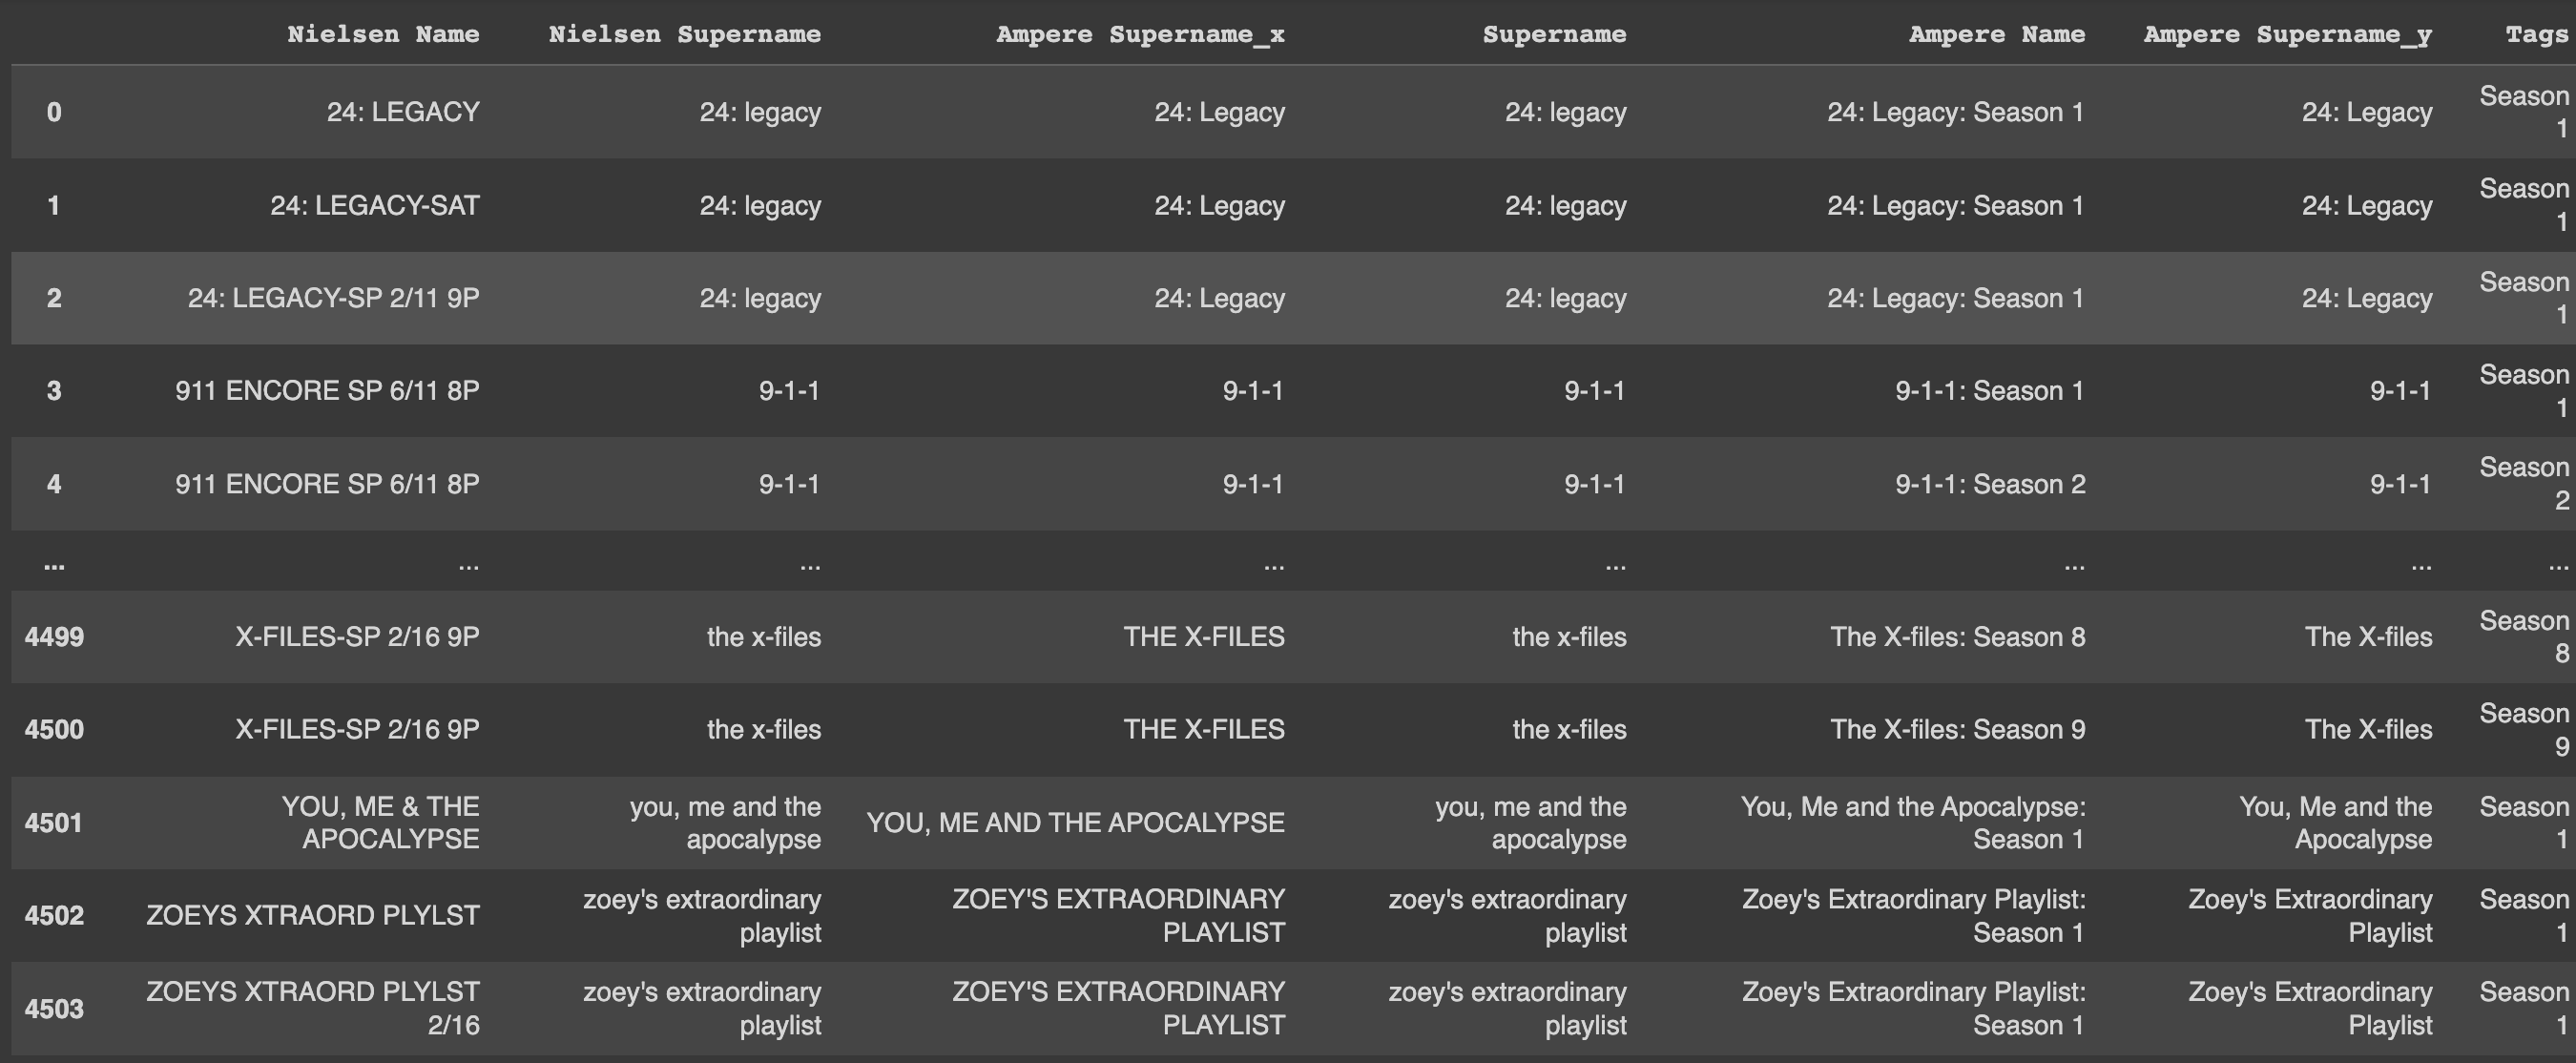 Nielsen Name Nielsen Supername Ampere Supername_x Supername Ampere Name Ampere Supername_y Tags
0 24: LEGACY 24: legacy 24: Legacy 24: legacy 24: Legacy: Season 1 24: Legacy Season
1
1 24: LEGACY-SAT 24: legacy 24: Legacy 24: legacy 24: Legacy: Season 1 24: Legacy Season
1
2 24: LEGACY-SP 2/11 9P 24: legacy 24: Legacy 24: legacy 24: Legacy: Season 1 24: Legacy Season
1
3 911 ENCORE SP 6/11 8P 9-1-1 9-1-1 9-1-1 9-1-1: Season 1 9-1-1 Season
1
4 911 ENCORE SP 6/11 8P 9-1-1 9-1-1 9-1-1 9-1-1: Season 2 9-1-1 Season
2
... ... ... ... ... ... ... ...
4499 X-FILES-SP 2/16 9P the x-files THE X-FILES the x-files The X-files: Season 8 The X-files Season
8
4500 X-FILES-SP 2/16 9P the x-files THE X-FILES the x-files The X-files: Season 9 The X-files Season
9
4501 YOU, ME & THE you, me and the YOU, ME AND THE APOCALYPSE you, me and the You, Me and the Apocalypse: You, Me and the Season
APOCALYPSE apocalypse apocalypse Season 1 Apocalypse 1
4502 ZOEYS XTRAORD PLYLST zoey's extraordinary ZOEY'S EXTRAORDINARY zoey's extraordinary Zoey's Extraordinary Playlist: Zoey's Extraordinary Season
playlist PLAYLIST playlist Season 1 Playlist 1
4503 ZOEYS XTRAORD PLYLST zoey's extraordinary ZOEY'S EXTRAORDINARY zoey's extraordinary Zoey's Extraordinary Playlist: Zoey's Extraordinary Season
2/16 playlist PLAYLIST playlist Season 1 Playlist 1